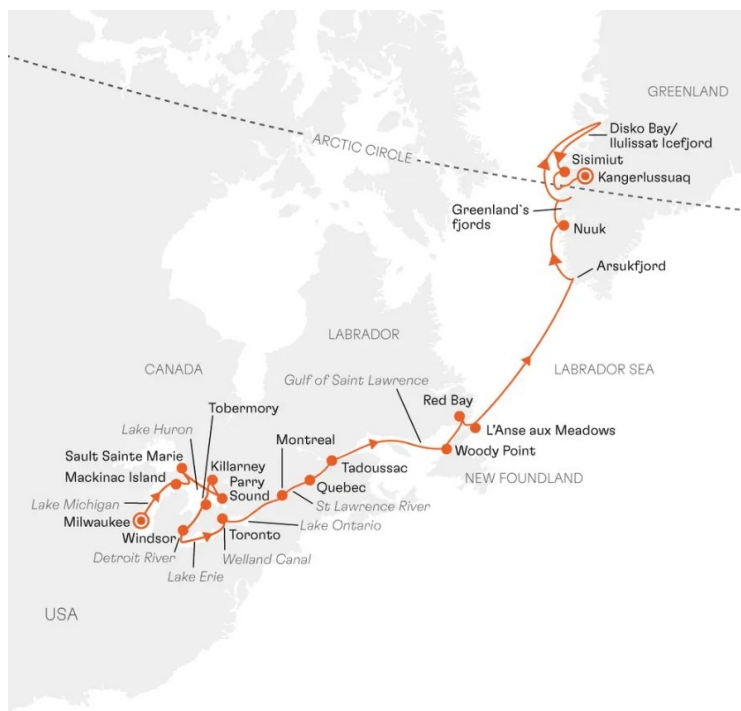 GREENLAND
Disko Bay/
Ilulissat Icefjord
ARCTIC CIRCLE
Sisimiut
Kangerlussuaq
Greenland`s
fjords
Nuuk
Arsukfjord
LABRADOR
LABRADOR SEA
CANADA
Gulf of Saint Lawrence
Tobermory
Red Bay
Lake Huron
L'Anse aux Meadows
Montreal
Sault Sainte Marie
Killarney
Woody Point
Tadoussac
Mackinac Island
Parry
Sound
NEW FOUNDLAND
Quebec
Lake Michigan
St Lawrence River
Milwaukee
Lake Ontario
Windsor
Toronto
Detroit River
Welland Canal
Lake Erie
USA